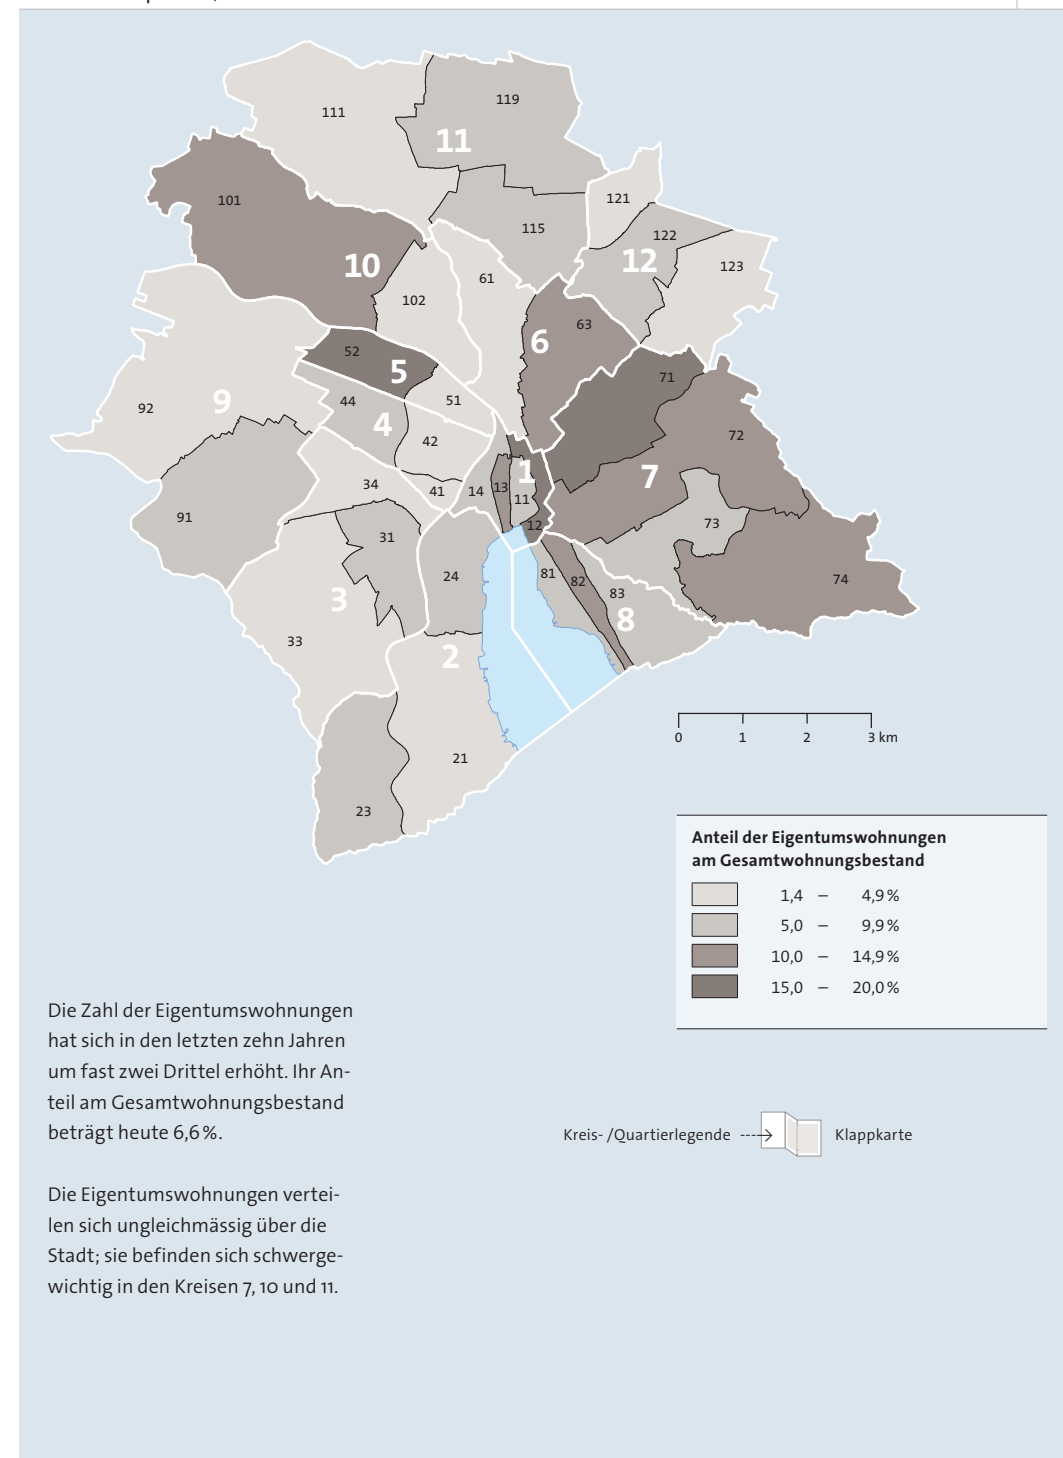 111
119
11
101
121
115
122
12
123
10
61
102
63
6
52
5
71
44
51
92
9
4
72
42
7
1
34
41
14
13
11
91
12
73
31
24
81
82
74
3
83
8
33
2
21
23
0 1 2 3 km
Anteil der Eigentumswohnungen
am Gesamtwohnungsbestand
1,4 – 4,9 %
5,0 – 9,9 %
10,0 – 14,9 %
15,0 – 20,0 %
Die Zahl der Eigentumswohnungen
hat sich in den letzten zehn Jahren
um fast zwei Drittel erhöht. Ihr An-
teil am Gesamtwohnungsbestand
beträgt heute 6,6 %.
Kreis- /Quartierlegende Klappkarte
Die Eigentumswohnungen vertei-
len sich ungleichmässig über die
Stadt; sie befinden sich schwerge-
wichtig in den Kreisen 7, 10 und 11.